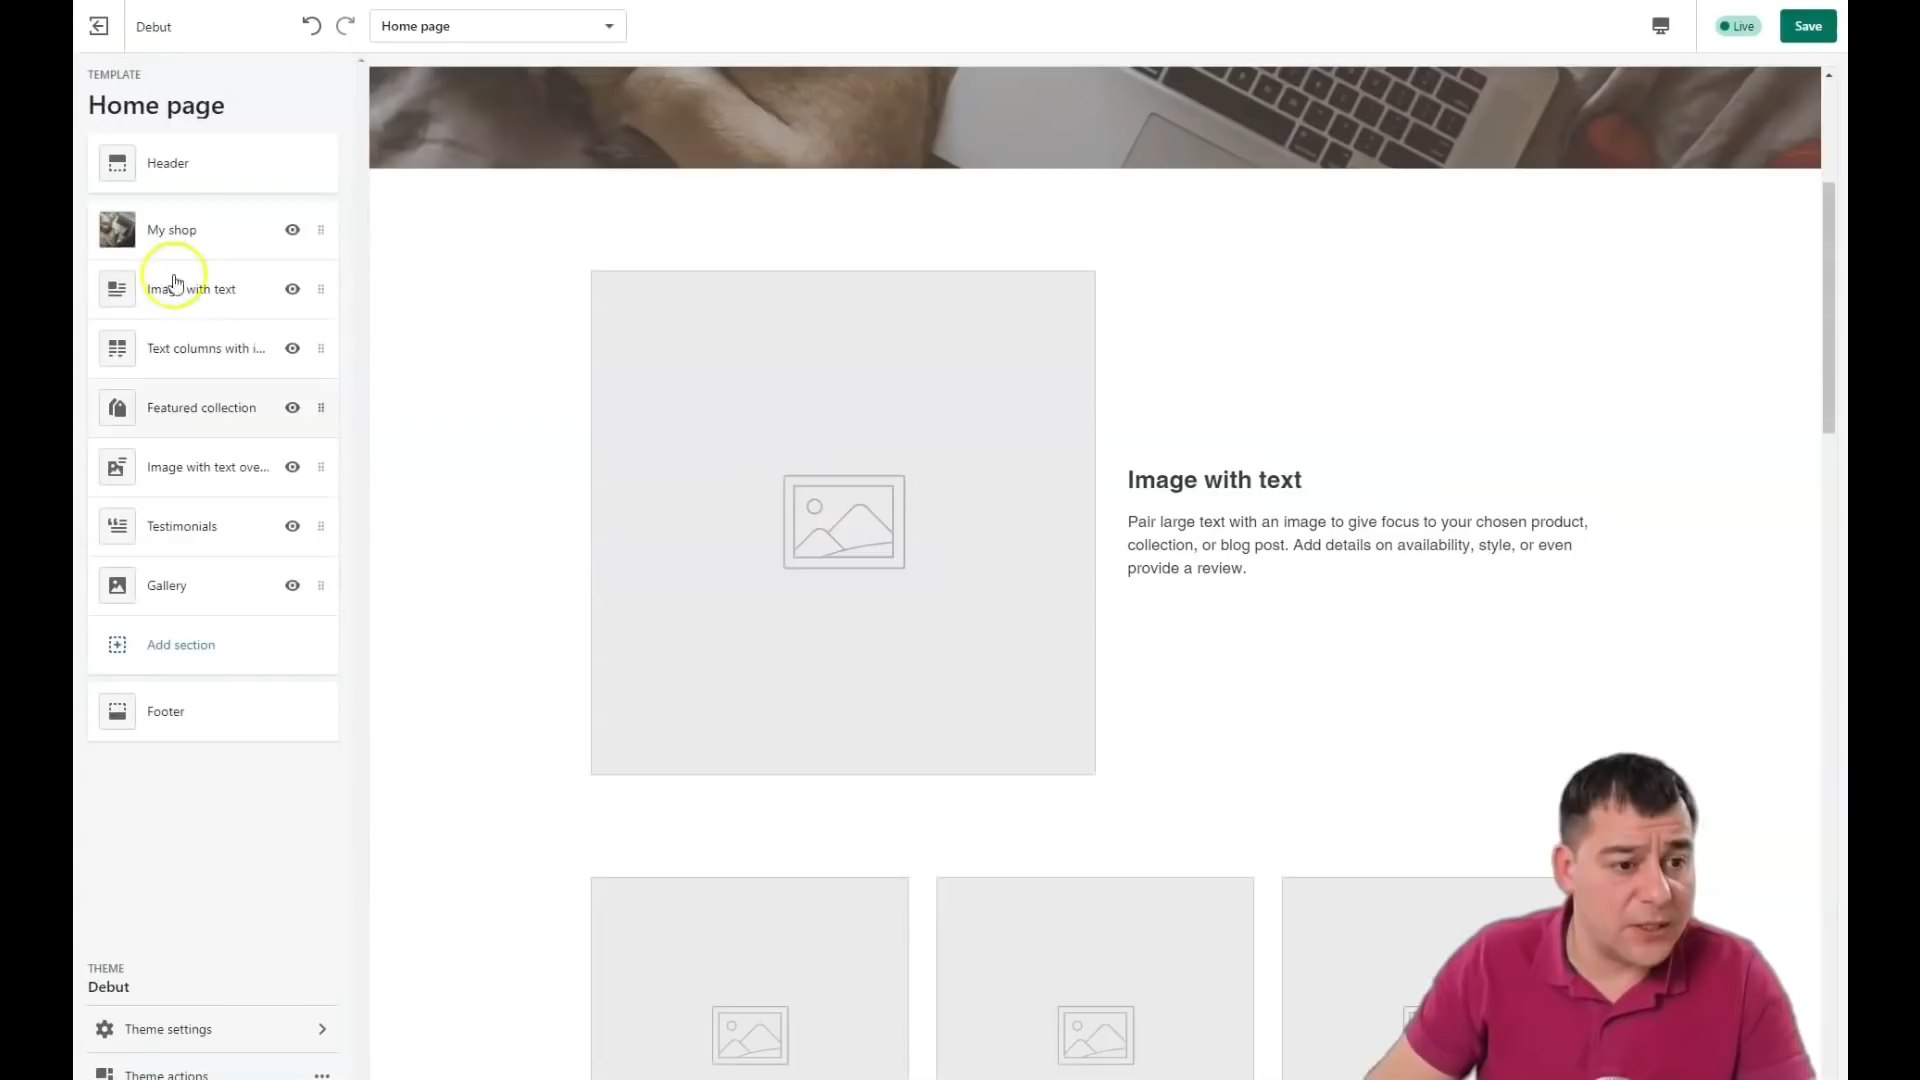 Debut
Home page
Live
Save
TEMPLATE
Home page
Header
My shop
Image with text
Text columns with i...
Featured collection
Image with text ove...
Testimonials
Gallery
Add section
Footer
THEME
Debut
Theme settings
Theme actions
Image with text
Pair large text with an image to give focus to your chosen product,
collection, or blog post. Add details on availability, style, or even
provide a review.